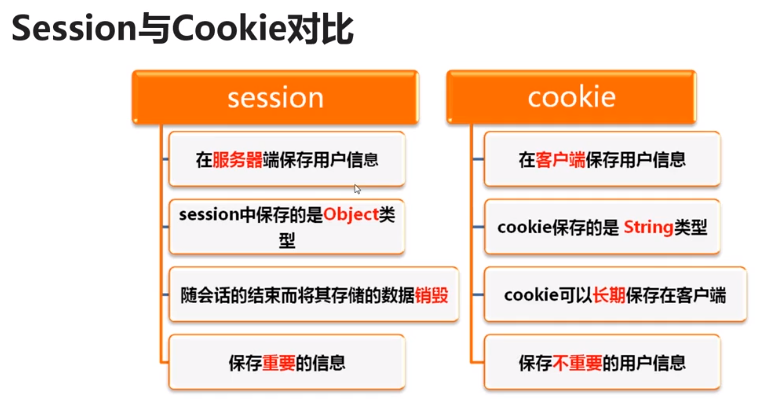 Session与Cookie对比
session
在服务器端保存用户信息
session中保存的是Object类
型
随会话的结束而将其存储的数据销毁
保存重要的信息
cookie
在客户端保存用户信息
cookie保存的是 String类型
cookie可以长期保存在客户端
保存不重要的用户信息